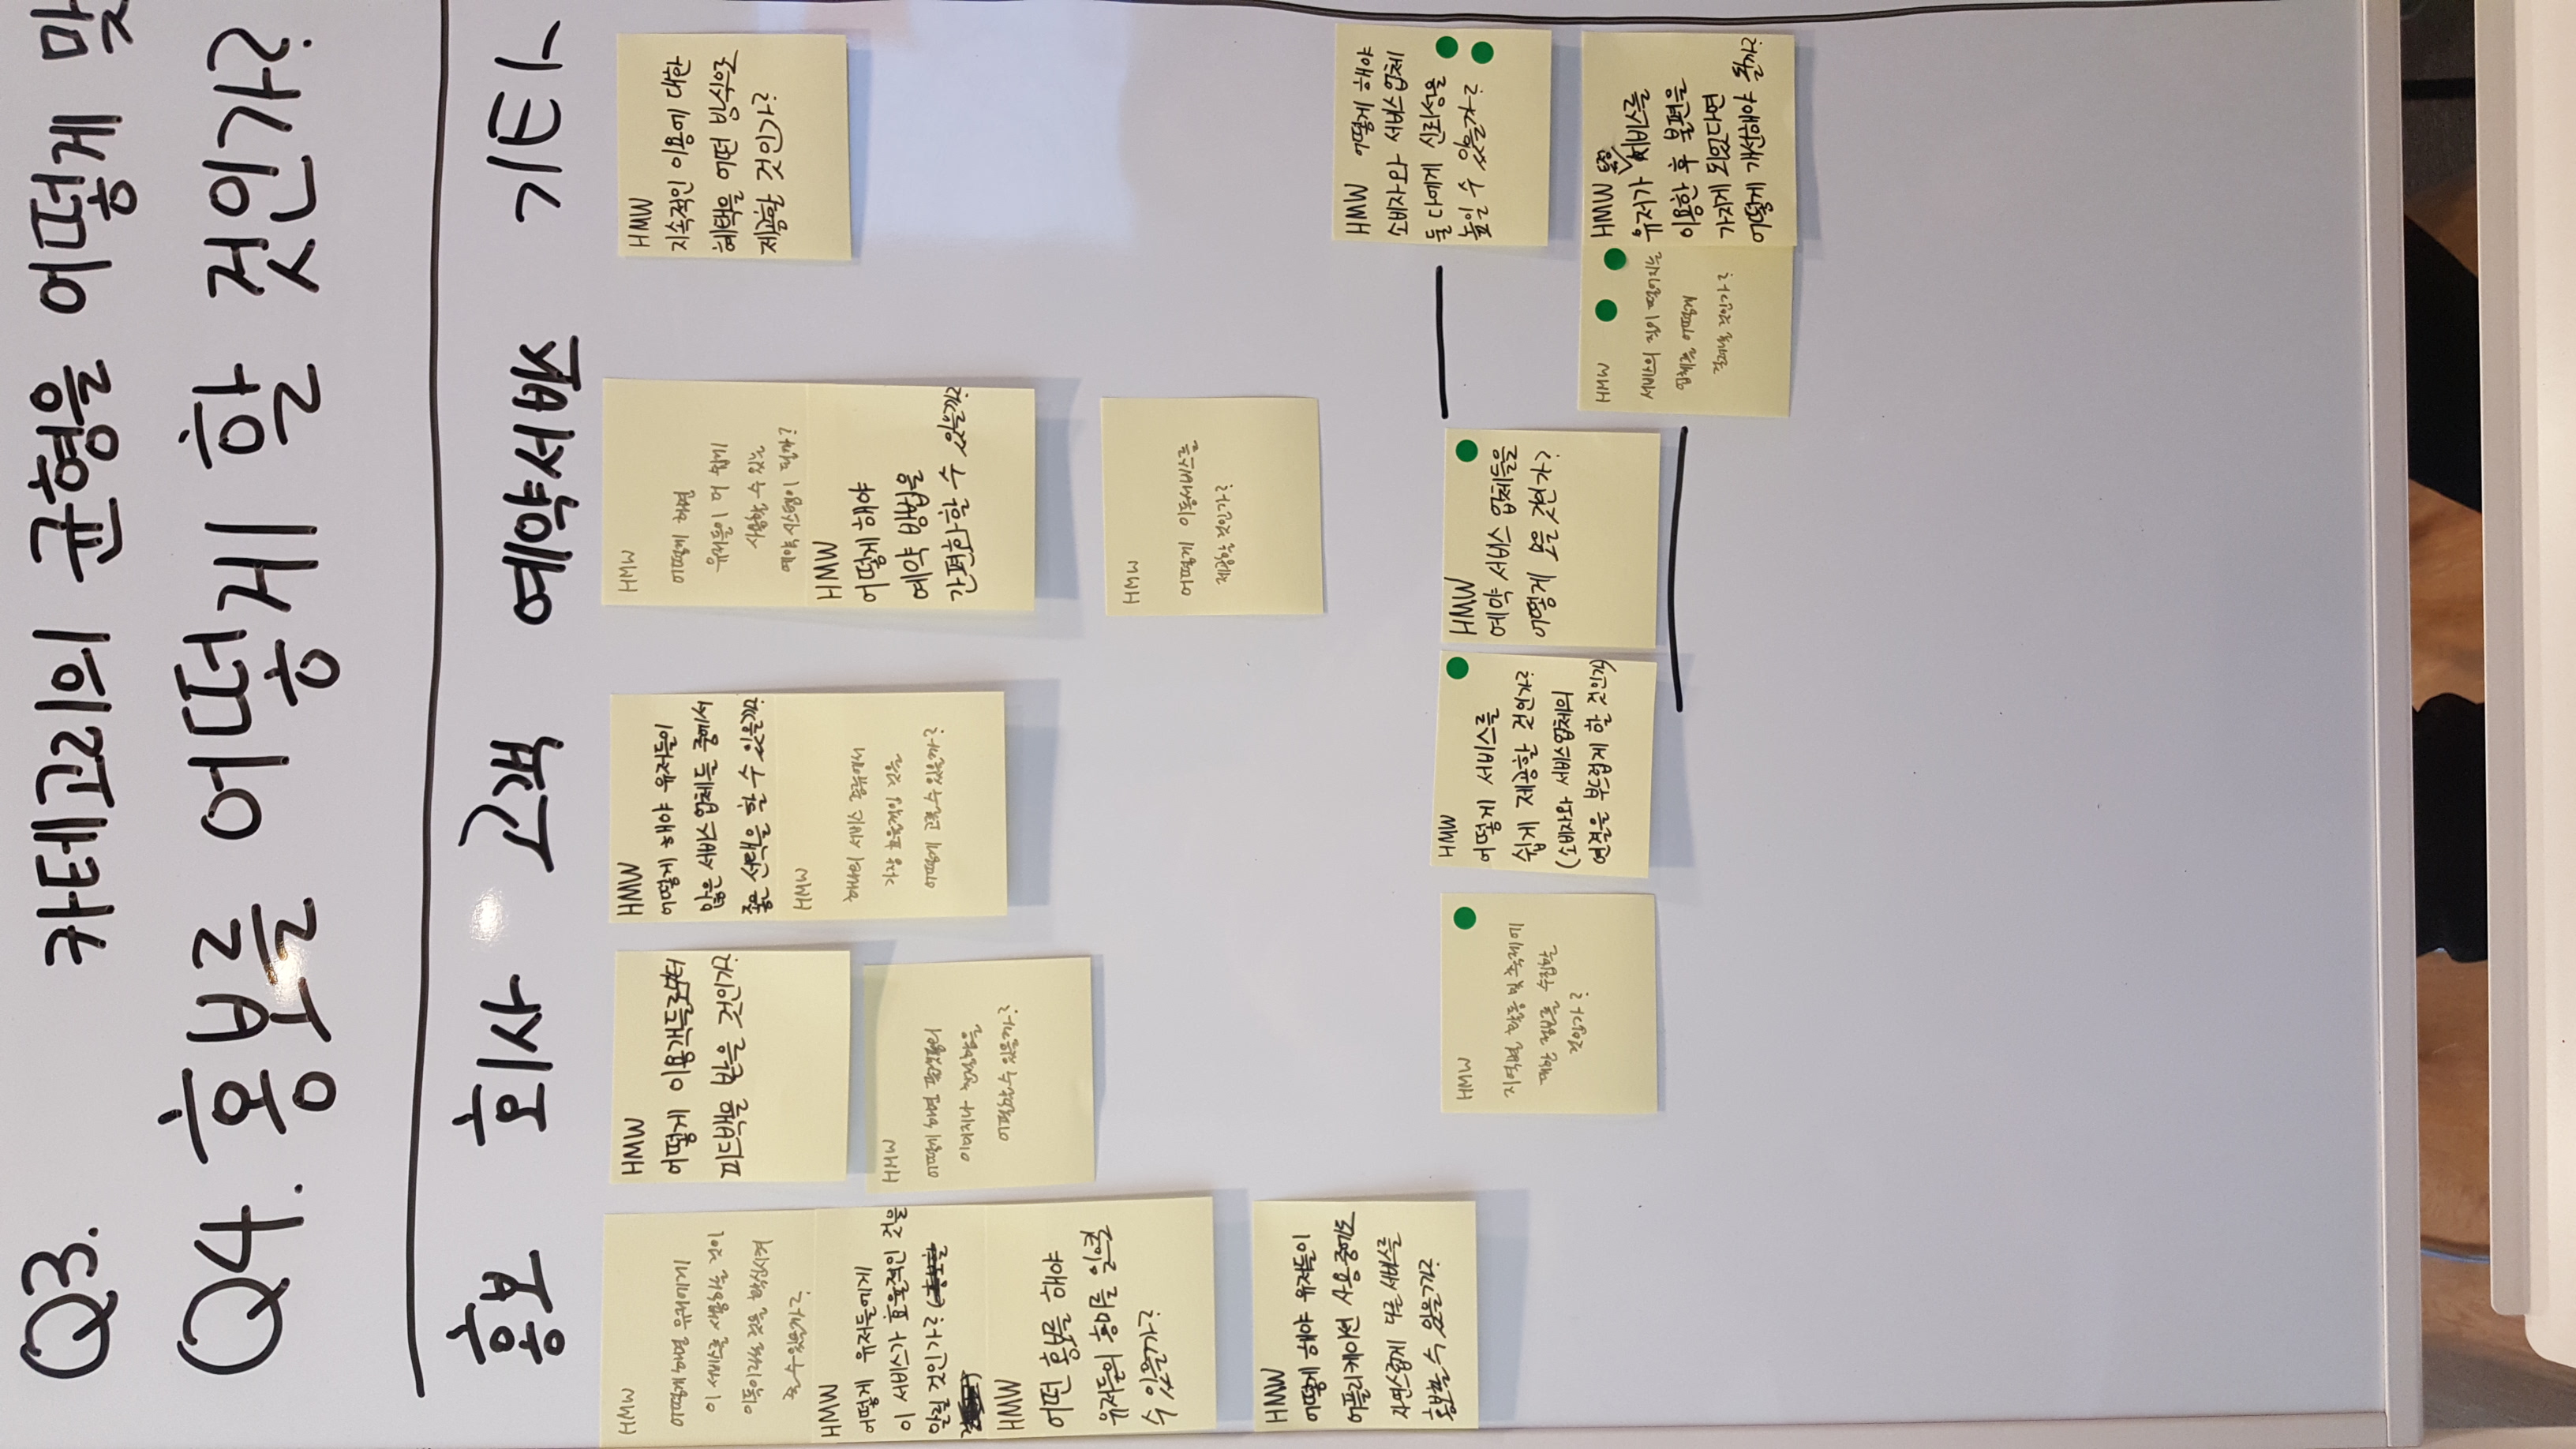 Q3. 카테고리의 균형을 어떻게 맞
Q4. 홍보를 어떻게 할 것인가?
홍보
회사
고객
예약서비스
기타
HMW
어떻게 하면 유저에게
이 서비스를 사용하는 것이
이득이라는 것을 확신시켜
줄 수 있을까?
HMW
어떻게 유저들에게
이 서비스가 효율적인 것을
알릴 것인가?
HMW
어떤 홍보를 해야
유저들의 흥미를 일으킬
수 있을까?
HMW
어떻게 해야 유저들이
어플리케이션 사용중에도
자연스럽게 다른 서비스를
홍보할 수 있을까?
HMW
어떻게 이용객들로부터
피드백을 받을 것인가?
HMW
어떻게 하면
이미지나 친절함을
어필할 수 있을까?
HMW
어떻게 해야 유저들이
많은 서비스 업체들 중에서
좋은 선택을 할 수 있을까?
HMW
하나의 서비스 종류에서
가장 효율적인 것을
어떻게 고를 수 있을까?
HMW
어떻게 하면
유저들이 더 쉽게
사용할 수 있는
예약 시스템이 될까?
HMW
어떻게 해야
예약 방법을
간편화할 수 있을까?
HMW
어떻게 이동서비스를
제공할 것인가?
HMW
지속적인 이용에 대한
혜택을 어떤 방식으로
제공할 것인가?
HMW
지역별 활동 및 축제에
대한 정보를 수집할
것인가?
HMW
어떻게 서비스를
쉽게 제공할 것인가?
(소비자와 서비스업체의
연결을 부드럽게 할 것인가)
HMW
예약 서비스 업체들을
어떻게 모을 것인가?
HMW 어떻게 해야
소비자와 서비스 업체
둘 다에게 신뢰성을
높일 수 있을까?
HMW
서비스의 질이 떨어지는
업체를 어떻게
걸러낼 것인가?
HMW 특정
유저가 서비스를
이용한 후 불편을
가지게 되었다면
어떻게 개선해야 될까?